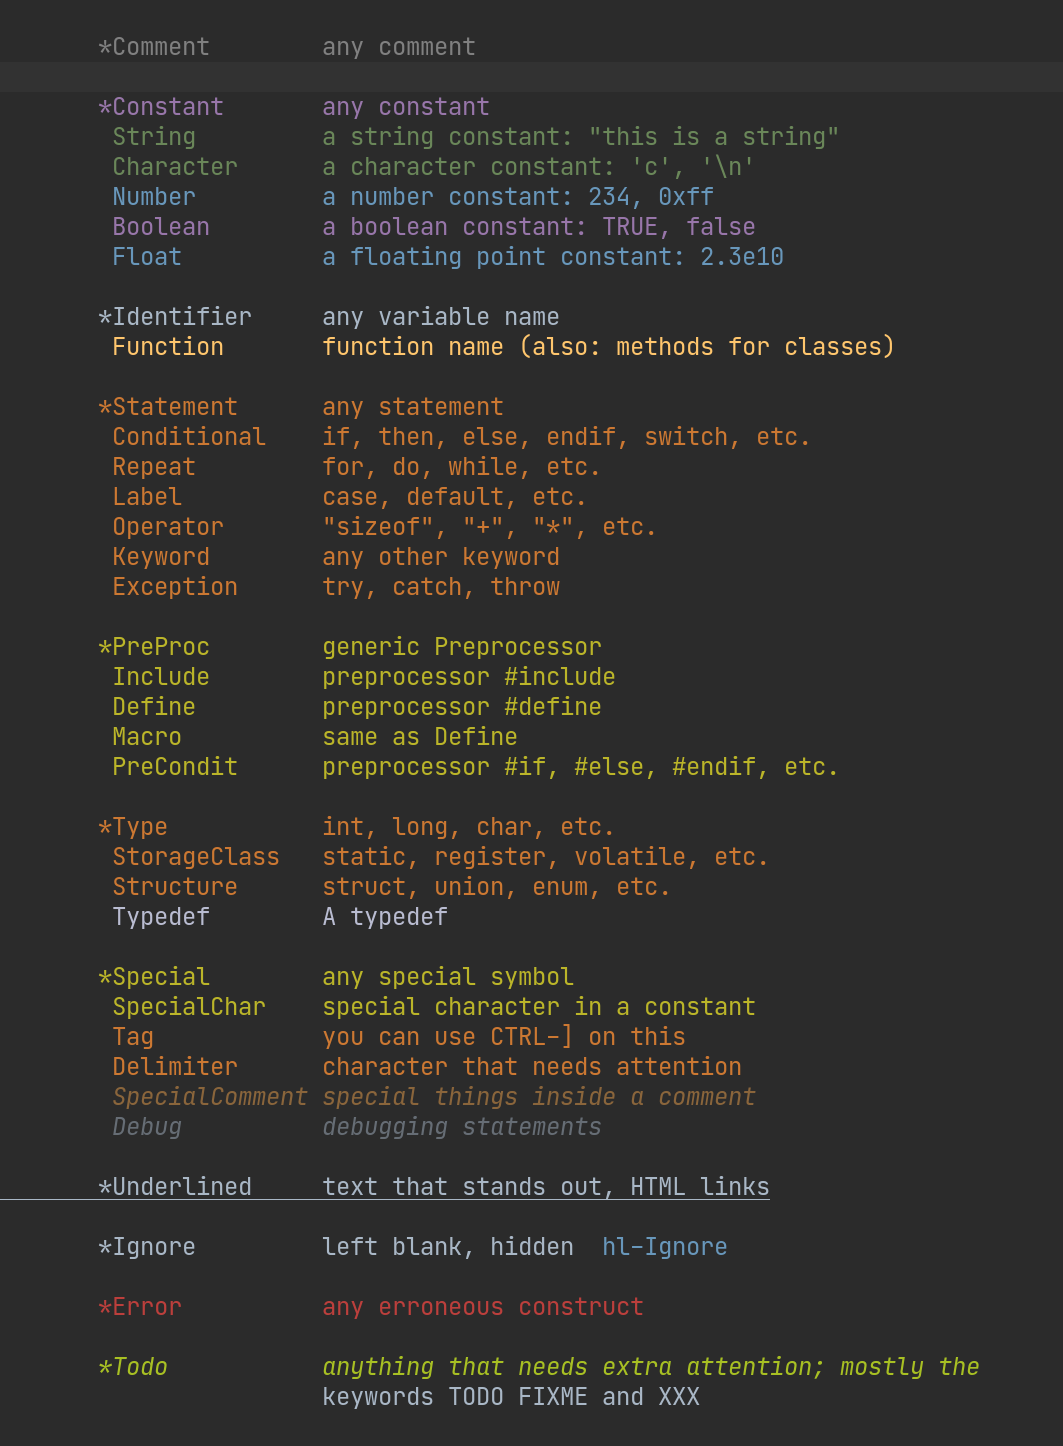 *Comment        any comment

*Constant       any constant
 String         a string constant: "this is a string"
 Character      a character constant: 'c', '\n'
 Number         a number constant: 234, 0xff
 Boolean        a boolean constant: TRUE, false
 Float          a floating point constant: 2.3e10

*Identifier     any variable name
 Function       function name (also: methods for classes)

*Statement      any statement
 Conditional    if, then, else, endif, switch, etc.
 Repeat         for, do, while, etc.
 Label          case, default, etc.
 Operator       "sizeof", "+", "*", etc.
 Keyword        any other keyword
 Exception      try, catch, throw

*PreProc        generic Preprocessor
 Include        preprocessor #include
 Define         preprocessor #define
 Macro          same as Define
 PreCondit      preprocessor #if, #else, #endif, etc.

*Type           int, long, char, etc.
 StorageClass   static, register, volatile, etc.
 Structure      struct, union, enum, etc.
 Typedef        A typedef

*Special        any special symbol
 SpecialChar    special character in a constant
 Tag            you can use CTRL-] on this
 Delimiter      character that needs attention
 SpecialComment special things inside a comment
 Debug          debugging statements

*Underlined     text that stands out, HTML links

*Ignore         left blank, hidden  hl-Ignore

*Error          any erroneous construct

*Todo           anything that needs extra attention; mostly the
                keywords TODO FIXME and XXX